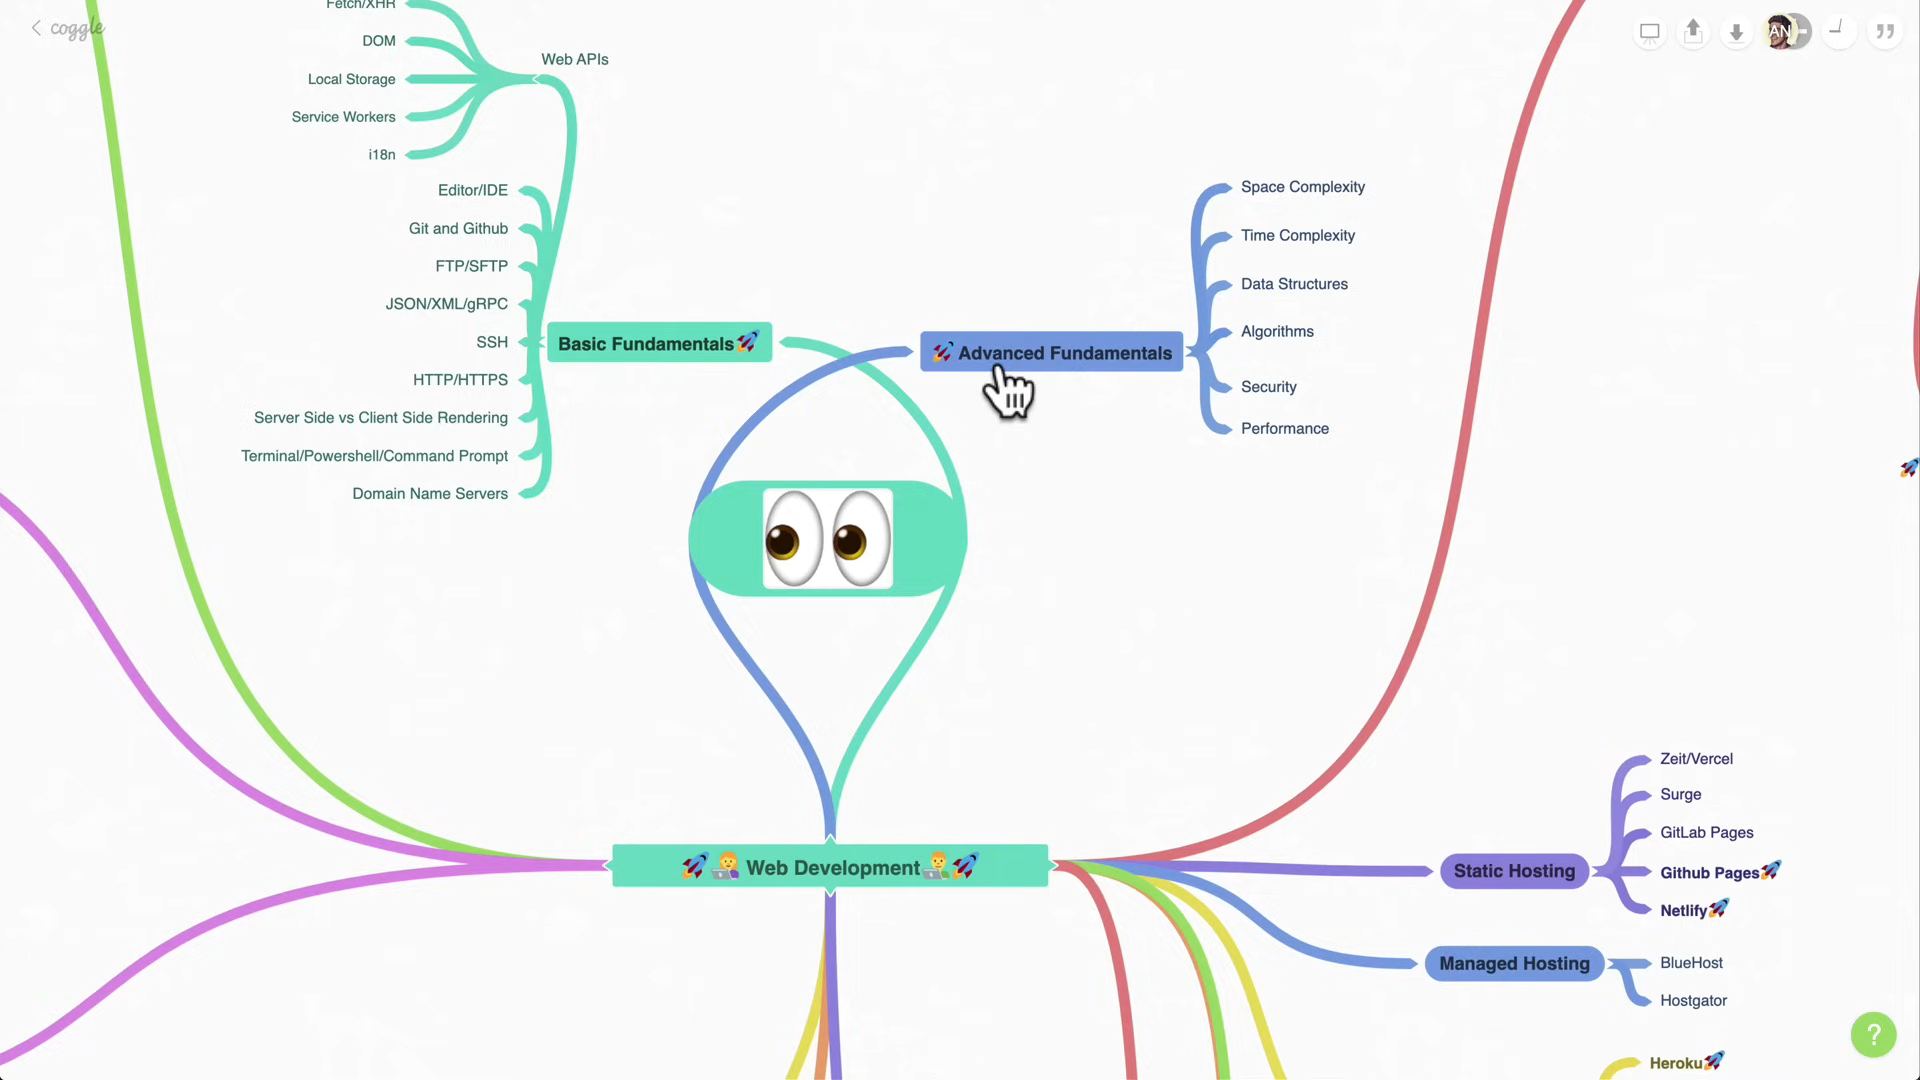 coggle
AN
Fetch/XHR
DOM
Local Storage
Service Workers
i18n
Web APIs
Editor/IDE
Git and Github
FTP/SFTP
JSON/XML/gRPC
SSH
HTTP/HTTPS
Server Side vs Client Side Rendering
Terminal/Powershell/Command Prompt
Domain Name Servers
Basic Fundamentals🚀
🚀 Advanced Fundamentals
Space Complexity
Time Complexity
Data Structures
Algorithms
Security
Performance
🚀👩‍💻 Web Development👨‍💻🚀
Static Hosting
Zeit/Vercel
Surge
GitLab Pages
Github Pages🚀
Netlify🚀
Managed Hosting
BlueHost
Hostgator
Heroku🚀
?